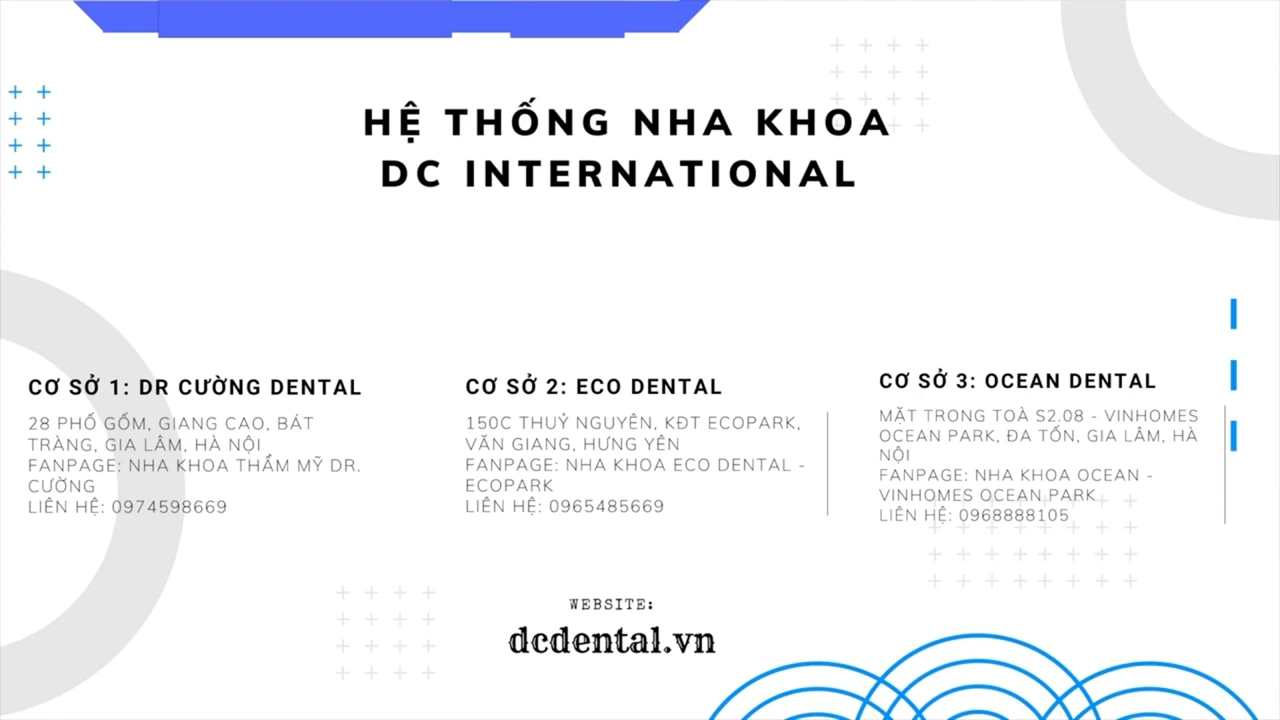 HỆ THỐNG NHA KHOA
DC INTERNATIONAL
CƠ SỞ 1: DR CƯỜNG DENTAL
28 PHỐ GỐM, GIANG CAO, BÁT
TRÀNG, GIA LÂM, HÀ NỘI
FANPAGE: NHA KHOA THẨM MỸ DR.
CƯỜNG
LIÊN HỆ: 0974598669
CƠ SỞ 2: ECO DENTAL
150C THUỶ NGUYÊN, KĐT ECOPARK,
VĂN GIANG, HƯNG YÊN
FANPAGE: NHA KHOA ECO DENTAL -
ECOPARK
LIÊN HỆ: 0965485669
CƠ SỞ 3: OCEAN DENTAL
MẶT TRONG TOÀ S2.08 - VINHOMES
OCEAN PARK, ĐA TỐN, GIA LÂM, HÀ
NỘI
FANPAGE: NHA KHOA OCEAN -
VINHOMES OCEAN PARK
LIÊN HỆ: 0968888105
WEBSITE:
dcdental.vn